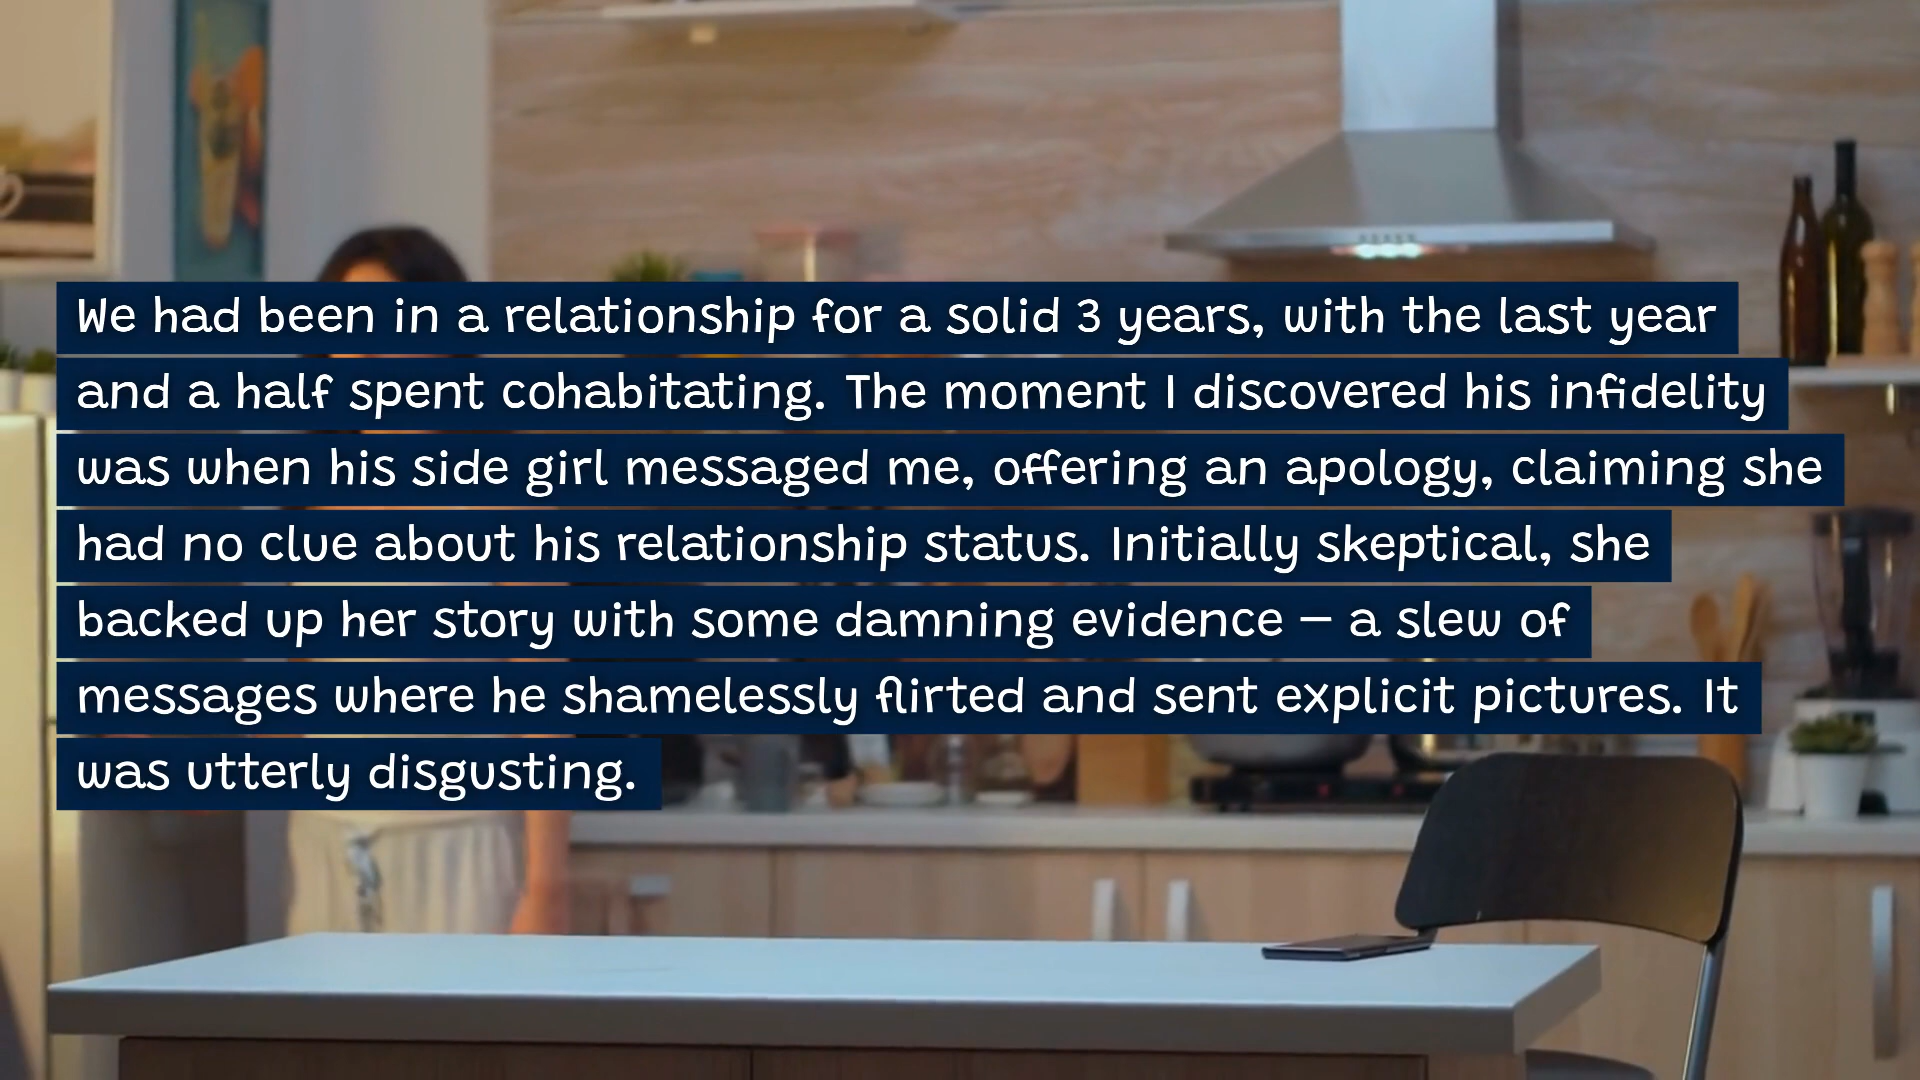 We had been in a relationship for a solid 3 years, with the last year
and a half spent cohabitating. The moment I discovered his infidelity
was when his side girl messaged me, offering an apology, claiming she
had no clue about his relationship status. Initially skeptical, she
backed up her story with some damning evidence – a slew of
messages where he shamelessly flirted and sent explicit pictures. It
was utterly disgusting.